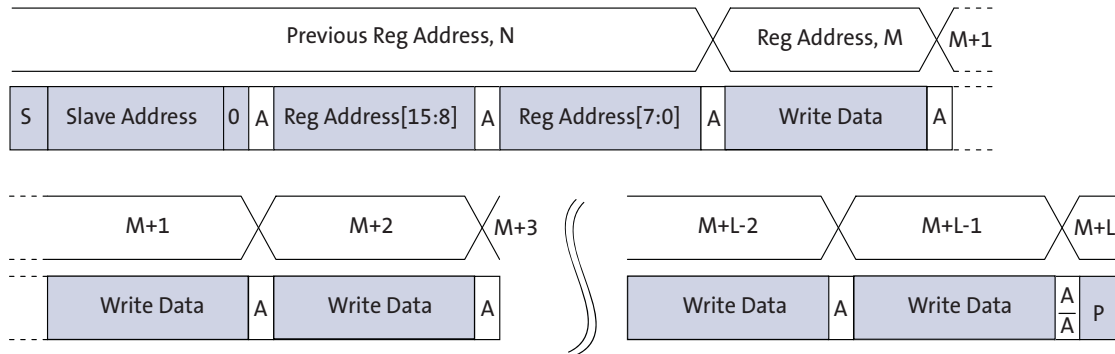 Previous Reg Address, N Reg Address, M M+1
S Slave Address 0 A Reg Address[15:8] A Reg Address[7:0] A Write Data A
M+1 M+2 M+3 M+L-2 M+L-1 M+L
Write Data A Write Data A Write Data A Write Data A/A̅ P